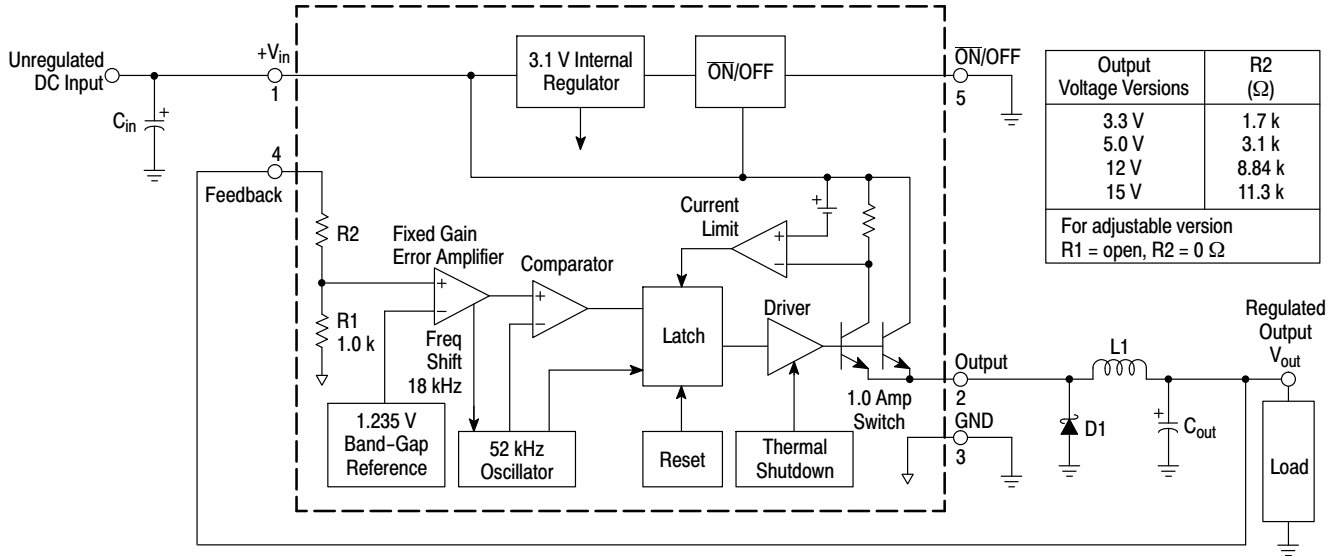 Unregulated
DC Input
Cin
+
+Vin
1
3.1 V Internal
Regulator
ON/OFF
ON/OFF
5
Output
Voltage Versions
R2
(Ω)
3.3 V
1.7 k
5.0 V
3.1 k
12 V
8.84 k
15 V
11.3 k
For adjustable version
R1 = open, R2 = 0 Ω
4
Feedback
R2
R1
1.0 k
Fixed Gain
Error Amplifier
+
−
Comparator
+
−
Current
Limit
+
−
+
Freq
Shift
18 kHz
Latch
Driver
1.0 Amp
Switch
Output
2
GND
3
L1
D1
+
Cout
Regulated
Output
Vout
Load
1.235 V
Band-Gap
Reference
52 kHz
Oscillator
Reset
Thermal
Shutdown